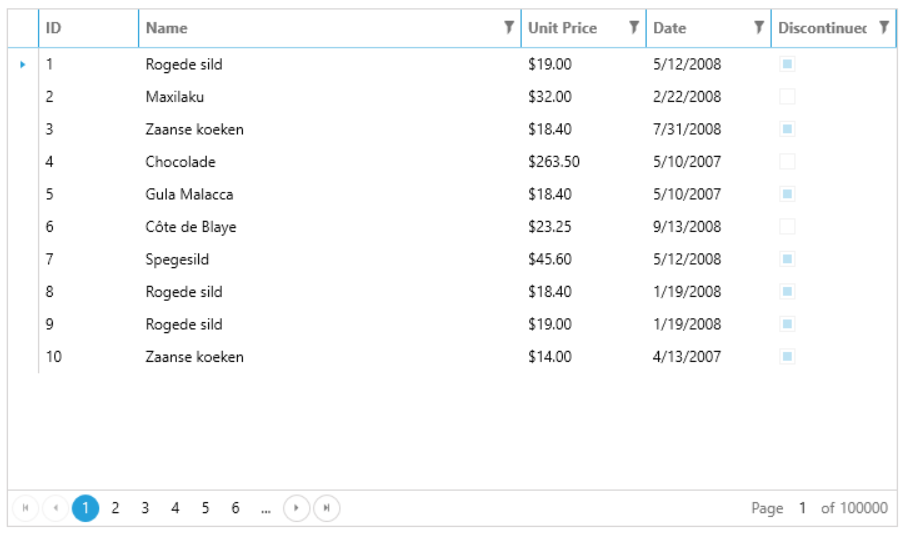 ID Name Unit Price Date Discontinued
1 Rogede sild $19.00 5/12/2008
2 Maxilaku $32.00 2/22/2008
3 Zaanse koeken $18.40 7/31/2008
4 Chocolade $263.50 5/10/2007
5 Gula Malacca $18.40 5/10/2007
6 Côte de Blaye $23.25 9/13/2008
7 Spegesild $45.60 5/12/2008
8 Rogede sild $18.40 1/19/2008
9 Rogede sild $19.00 1/19/2008
10 Zaanse koeken $14.00 4/13/2007
1 2 3 4 5 6 ... Page 1 of 100000